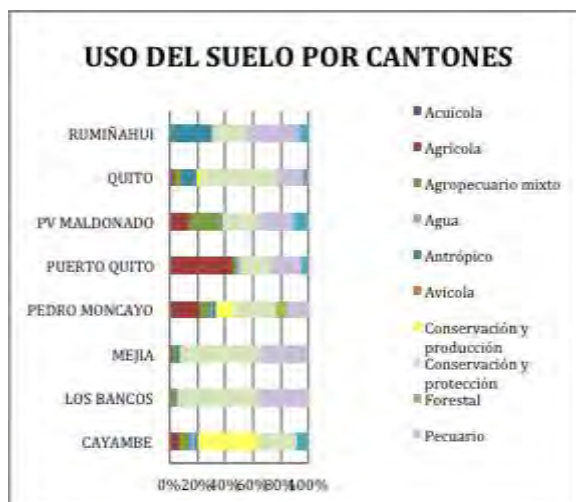 USO DEL SUELO POR CANTONES
RUMIÑAHUI
QUITO
PV MALDONADO
PUERTO QUITO
PEDRO MONCAYO
MEJIA
LOS BANCOS
CAYAMBE
0%20%40%60%80%100%
Acuícola
Agrícola
Agropecuario mixto
Agua
Antrópico
Avícola
Conservación y
producción
Conservación y
protección
Forestal
Pecuario